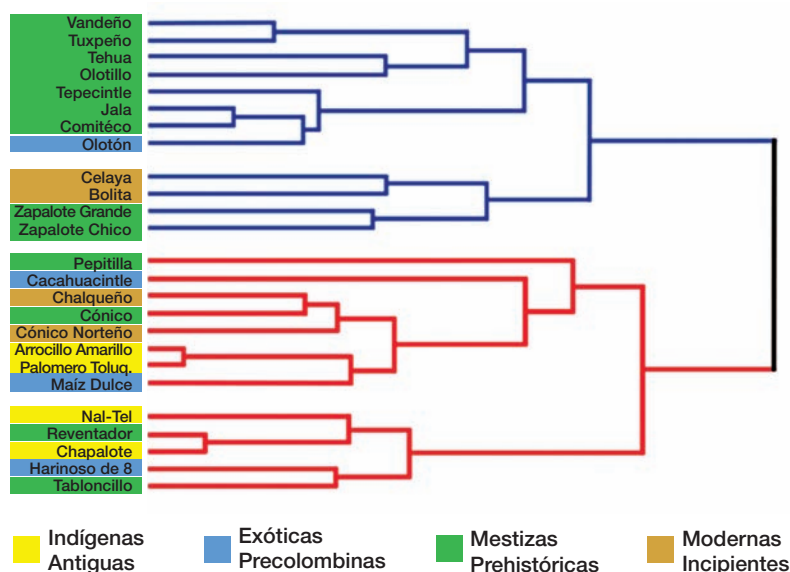 Vandeño
Tuxpeño
Tehua
Olotillo
Tepecintle
Jala
Comitéco
Olotón
Celaya
Bolita
Zapalote Grande
Zapalote Chico
Pepitilla
Cacahuacintle
Chalqueño
Cónico
Cónico Norteño
Arrocillo Amarillo
Palomero Toluq.
Maíz Dulce
Nal-Tel
Reventador
Chapalote
Harinoso de 8
Tabloncillo
Indígenas
Antiguas
Exóticas
Precolombinas
Mestizas
Prehistóricas
Modernas
Incipientes